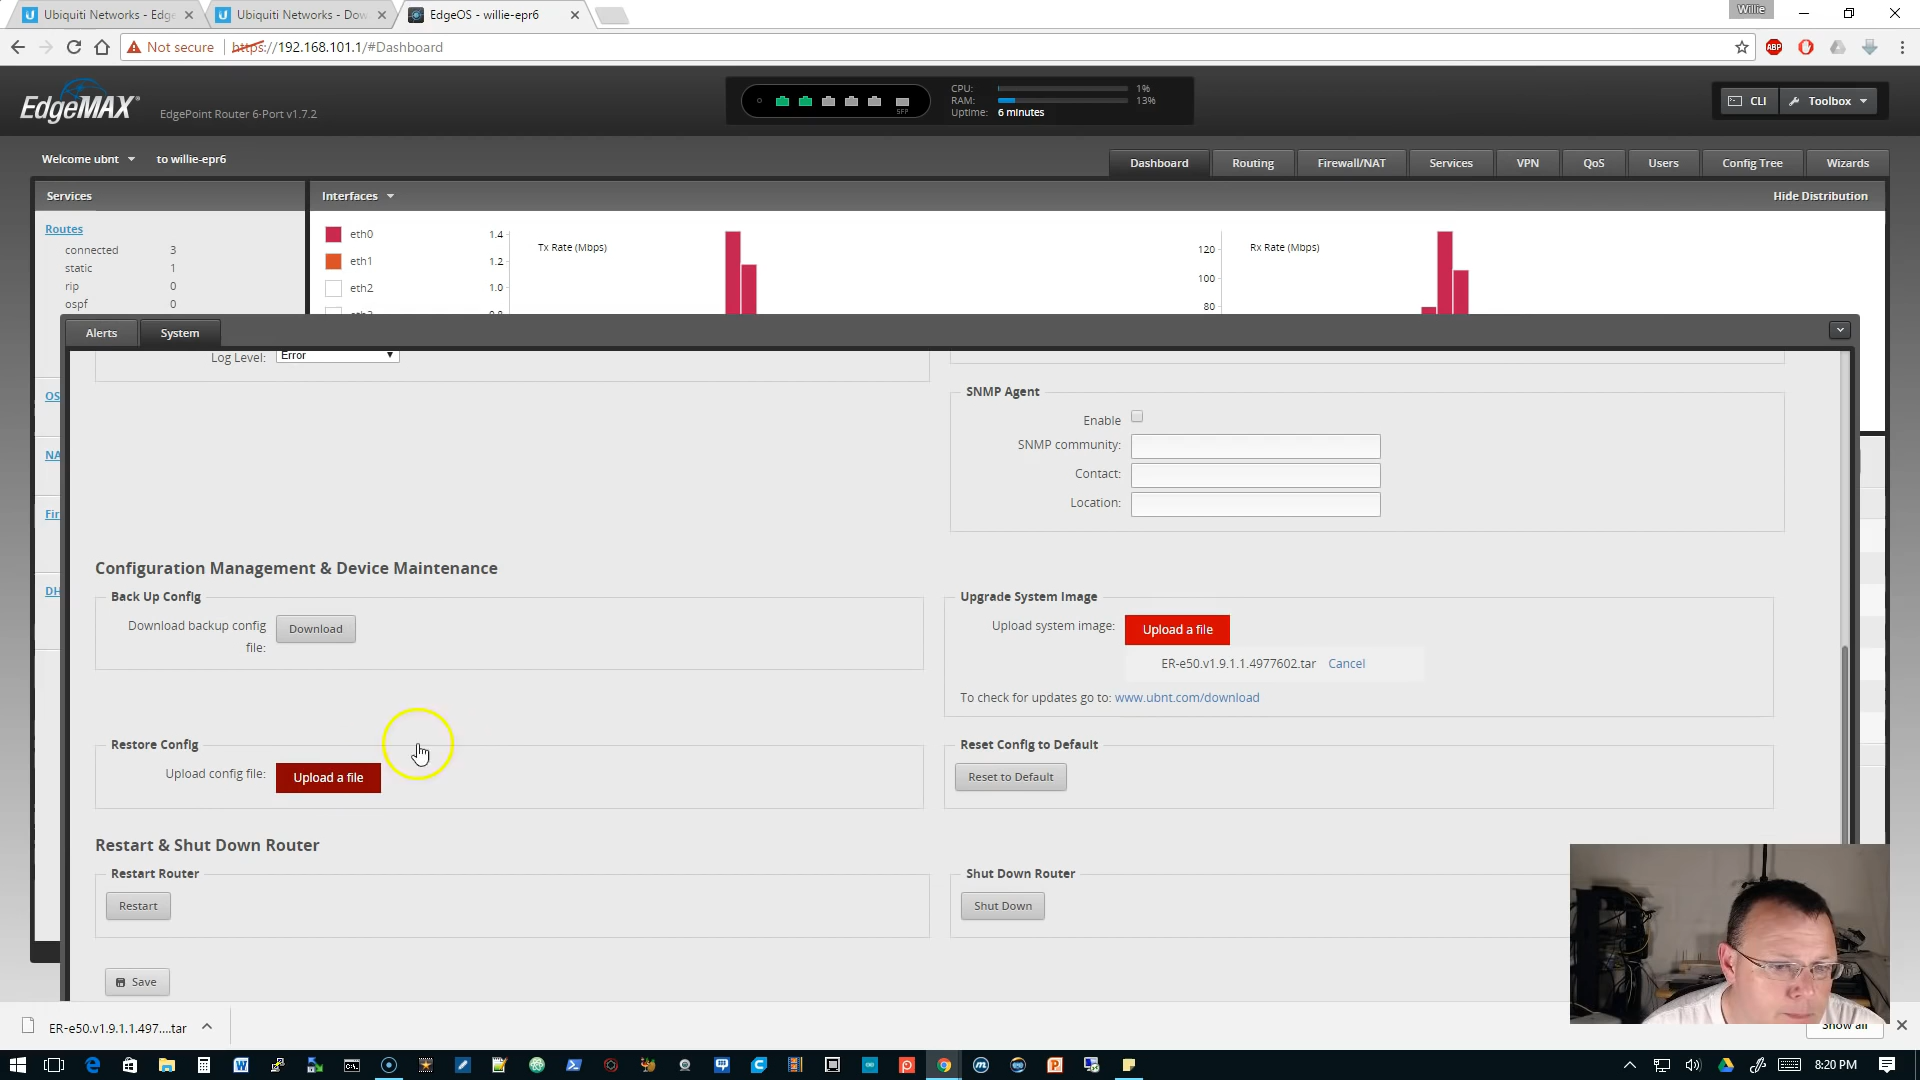 Ubiquiti Networks - Edge
Ubiquiti Networks - Dow
EdgeOS - willie-epr6
Willie
Not secure
https://192.168.101.1/#Dashboard
ABP
EdgeMAX
EdgePoint Router 6-Port v1.7.2
SFP
CPU: 1%
RAM: 13%
Uptime: 6 minutes
CLI
Toolbox
Welcome ubnt
to willie-epr6
Dashboard
Routing
Firewall/NAT
Services
VPN
QoS
Users
Config Tree
Wizards
Services
Interfaces
Hide Distribution
Routes
connected 3
static 1
rip 0
ospf 0
OS
NA
Fir
DH
eth0
eth1
eth2
1.4
1.2
1.0
Tx Rate (Mbps)
120
100
80
Rx Rate (Mbps)
Alerts
System
Log Level: Error
SNMP Agent
Enable
SNMP community:
Contact:
Location:
Configuration Management & Device Maintenance
Back Up Config
Download backup config file:
Download
Upgrade System Image
Upload system image:
Upload a file
ER-e50.v1.9.1.1.4977602.tar Cancel
To check for updates go to: www.ubnt.com/download
Restore Config
Upload config file:
Upload a file
Reset Config to Default
Reset to Default
Restart & Shut Down Router
Restart Router
Restart
Shut Down Router
Shut Down
Save
ER-e50.v1.9.1.1.497....tar
Show all
8:20 PM